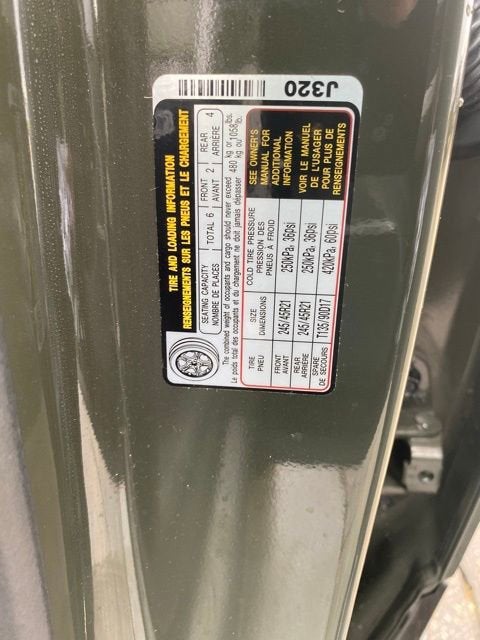 J320
TIRE AND LOADING INFORMATION
RENSEIGNEMENTS SUR LES PNEUS ET LE CHARGEMENT
SEATING CAPACITY
NOMBRE DE PLACES
TOTAL 6
FRONT
AVANT
2
REAR
ARRIÈRE
4
The combined weight of occupants and cargo should never exceed
Le poids total des occupants et du chargement ne doit jamais dépasser
480 kg or
ou
1058 lbs.
lb.
TIRE
PNEU
SIZE
DIMENSIONS
COLD TIRE PRESSURE
PRESSION DES
PNEUS A FROID
FRONT
AVANT
245/45R21
250kPa, 36psi
REAR
ARRIÈRE
245/45R21
250kPa, 36psi
SPARE
DE SECOURS
T135/90D17
420kPa, 60psi
SEE OWNER'S
MANUAL FOR
ADDITIONAL
INFORMATION
VOIR LE MANUEL
DE L'USAGER
POUR PLUS DE
RENSEIGNEMENTS